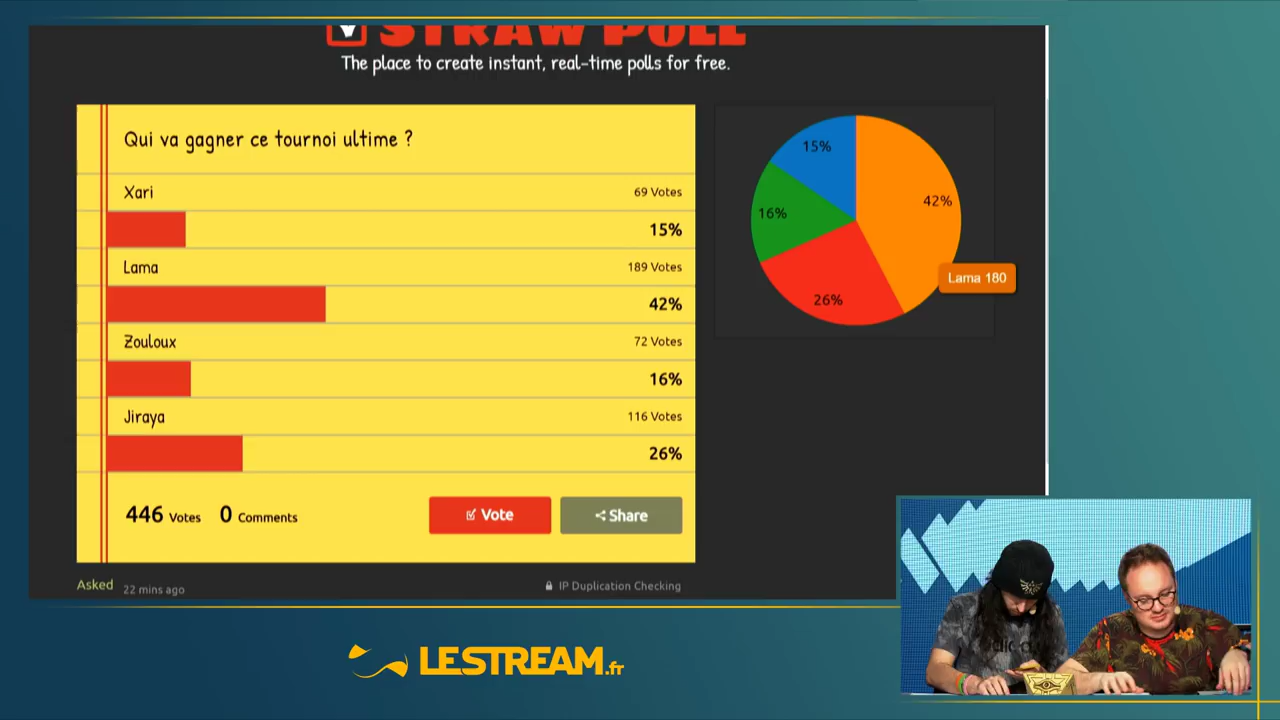 STRAW POLL
The place to create instant, real-time polls for free.
Qui va gagner ce tournoi ultime ?
Xari
69 Votes
15%
Lama
189 Votes
42%
Zouloux
72 Votes
16%
Jiraya
116 Votes
26%
446 Votes
0 Comments
Vote
Share
Asked 22 mins ago
IP Duplication Checking
15%
42%
16%
26%
Lama 180
LESTREAM.fr